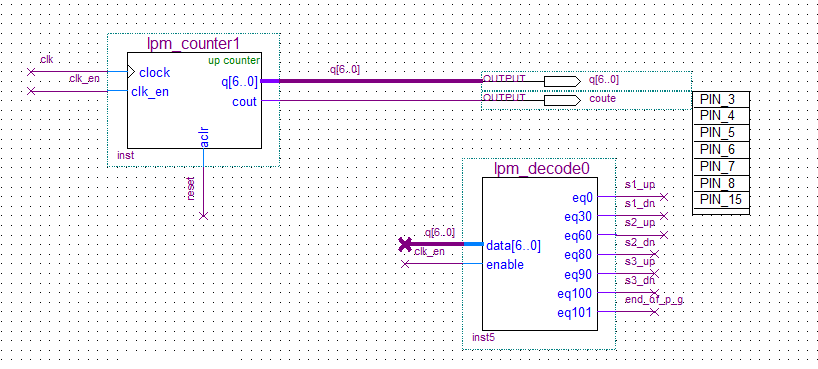 lpm_counter1
up counter
clk
clock
clk_en
clk_en
q[6..0]
cout
aclr
inst
reset
q[6..0]
OUTPUT
q[6..0]
OUTPUT
coute
PIN_3
PIN_4
PIN_5
PIN_6
PIN_7
PIN_8
PIN_15
lpm_decode0
q[6..0]
data[6..0]
clk_en
enable
eq0
s1_up
eq30
s1_dn
eq60
s2_up
eq80
s2_dn
eq90
s3_up
eq100
s3_dn
eq101
end_of_p_g
inst5